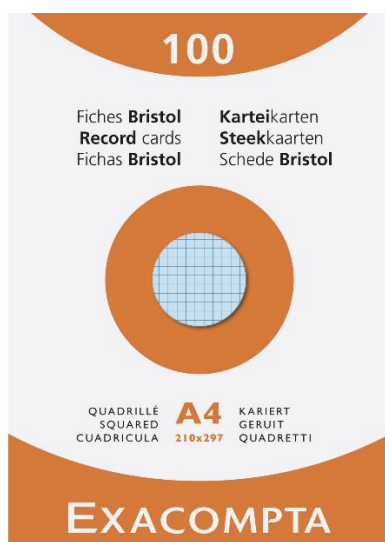 100
Fiches Bristol
Record cards
Fichas Bristol
Karteikarten
Steekkaarten
Schede Bristol
QUADRILLÉ
SQUARED
CUADRICULA
A4
210x297
KARIERT
GERUIT
QUADRETTI
EXACOMPTA